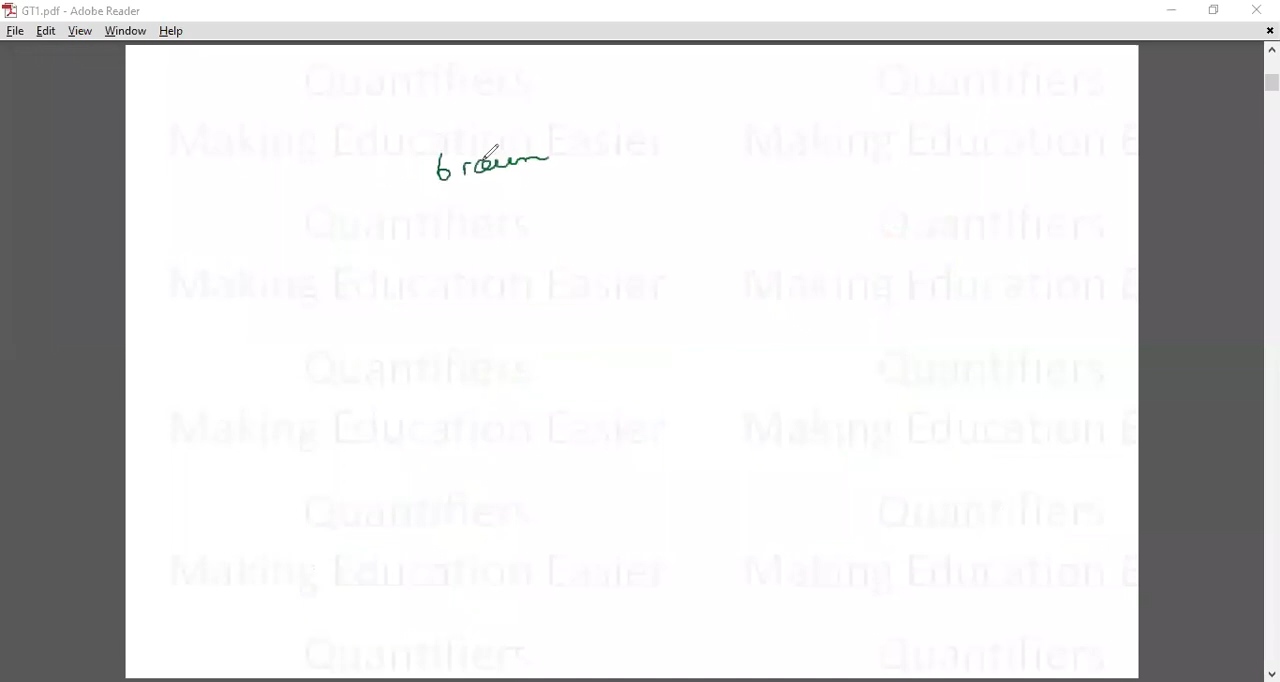 GT1.pdf - Adobe Reader
File Edit View Window Help
Quantifiers Quantifiers
Making Education Easier Making Education E
6
Quantifiers Quantifiers
Making Education Easier Making Education E
Quantifiers Quantifiers
Making Education Easier Making Education E
Quantifiers Quantifiers
Making Education Easier Making Education E
Quantifiers Quantifiers